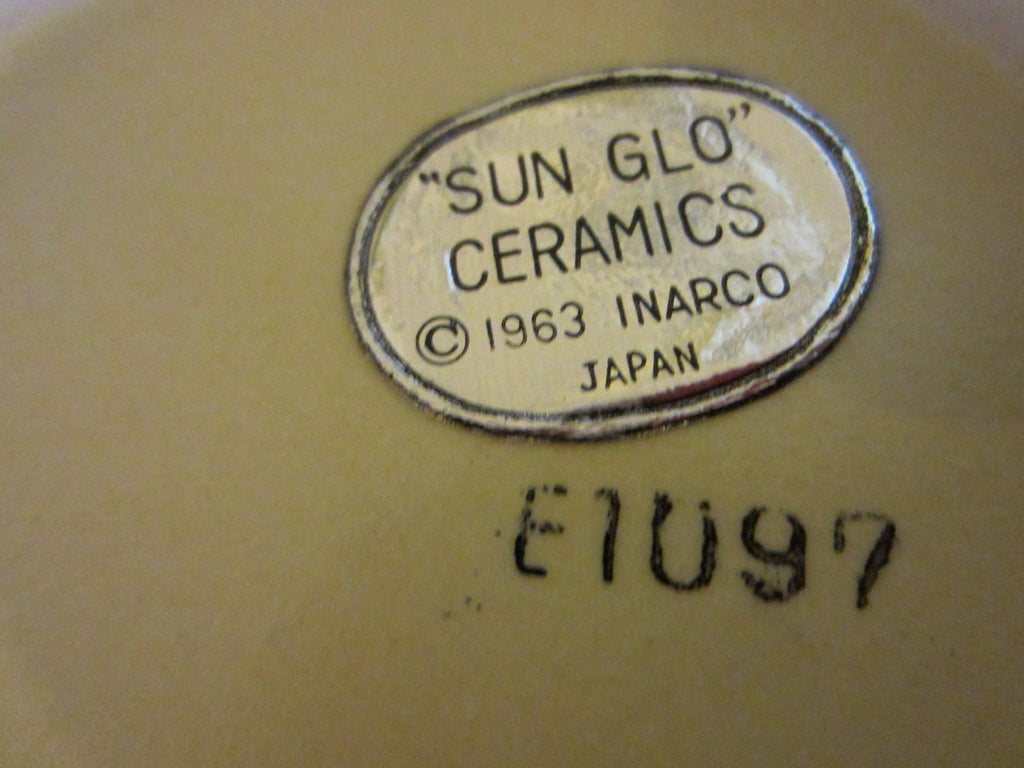 “SUN GLO”
CERAMICS
© 1963 INARCO
JAPAN
E1097